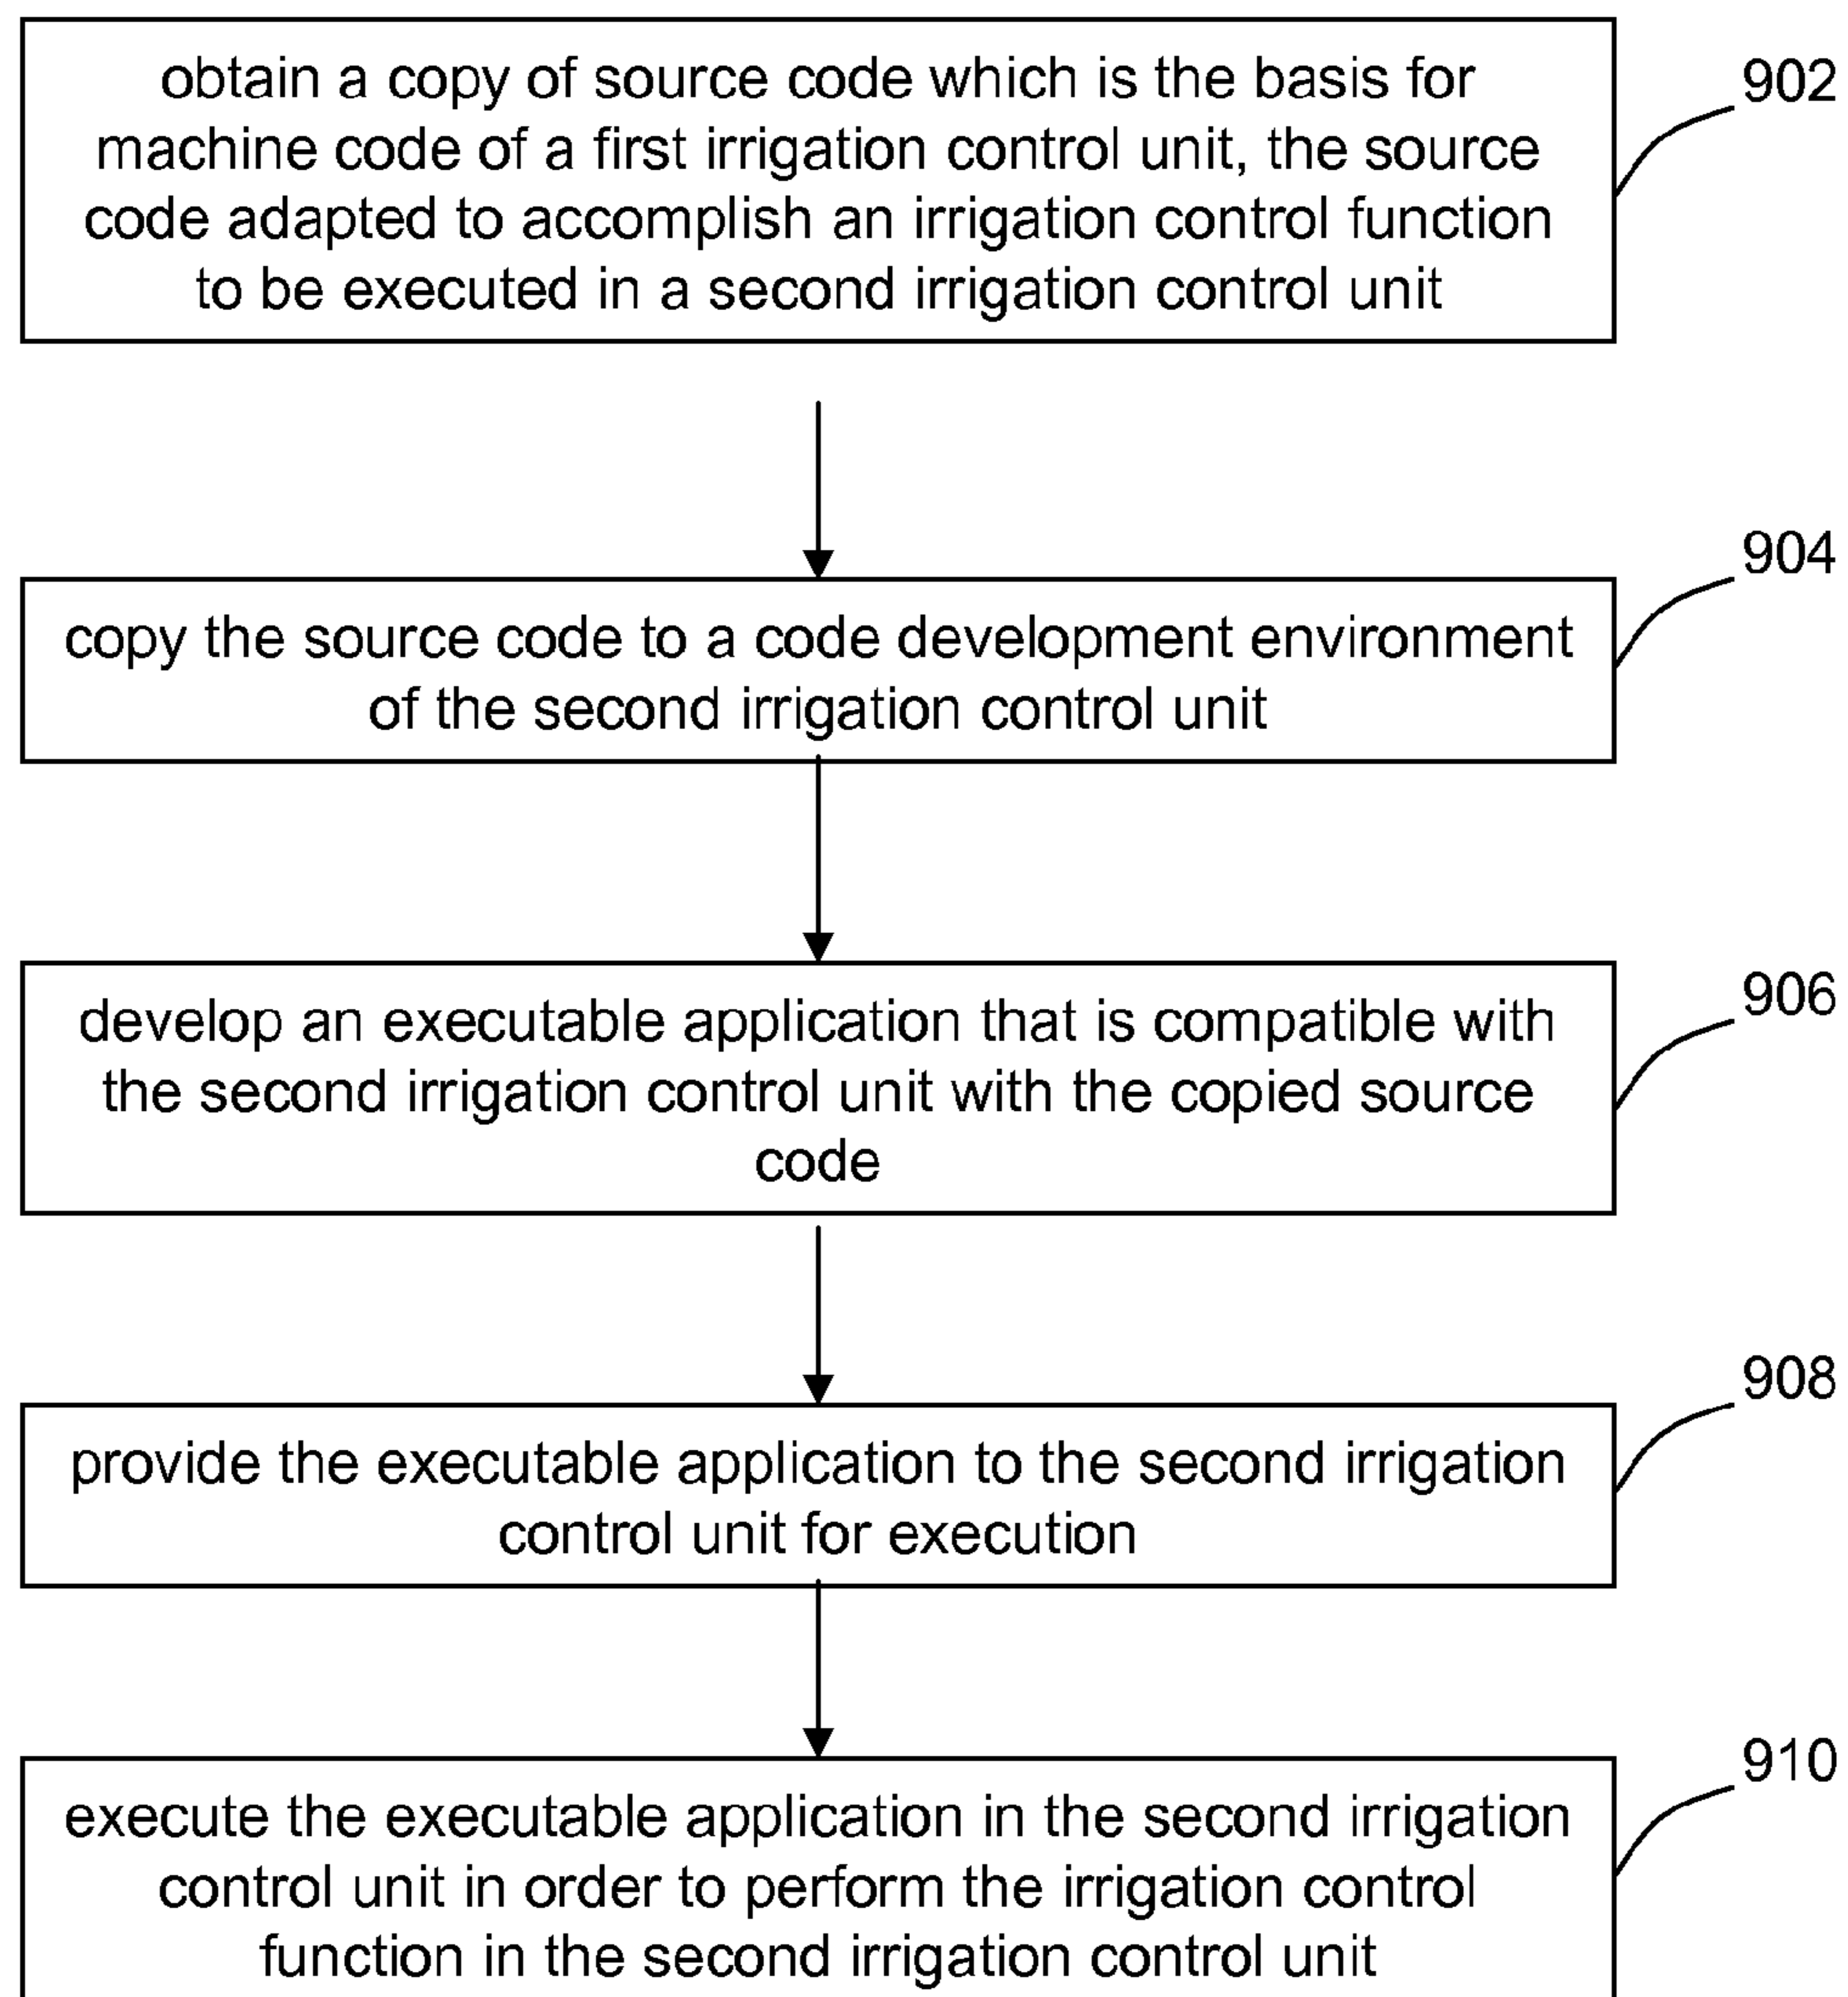 obtain a copy of source code which is the basis for
machine code of a first irrigation control unit, the source
code adapted to accomplish an irrigation control function
to be executed in a second irrigation control unit
902
copy the source code to a code development environment
of the second irrigation control unit
904
develop an executable application that is compatible with
the second irrigation control unit with the copied source
code
906
provide the executable application to the second irrigation
control unit for execution
908
execute the executable application in the second irrigation
control unit in order to perform the irrigation control
function in the second irrigation control unit
910